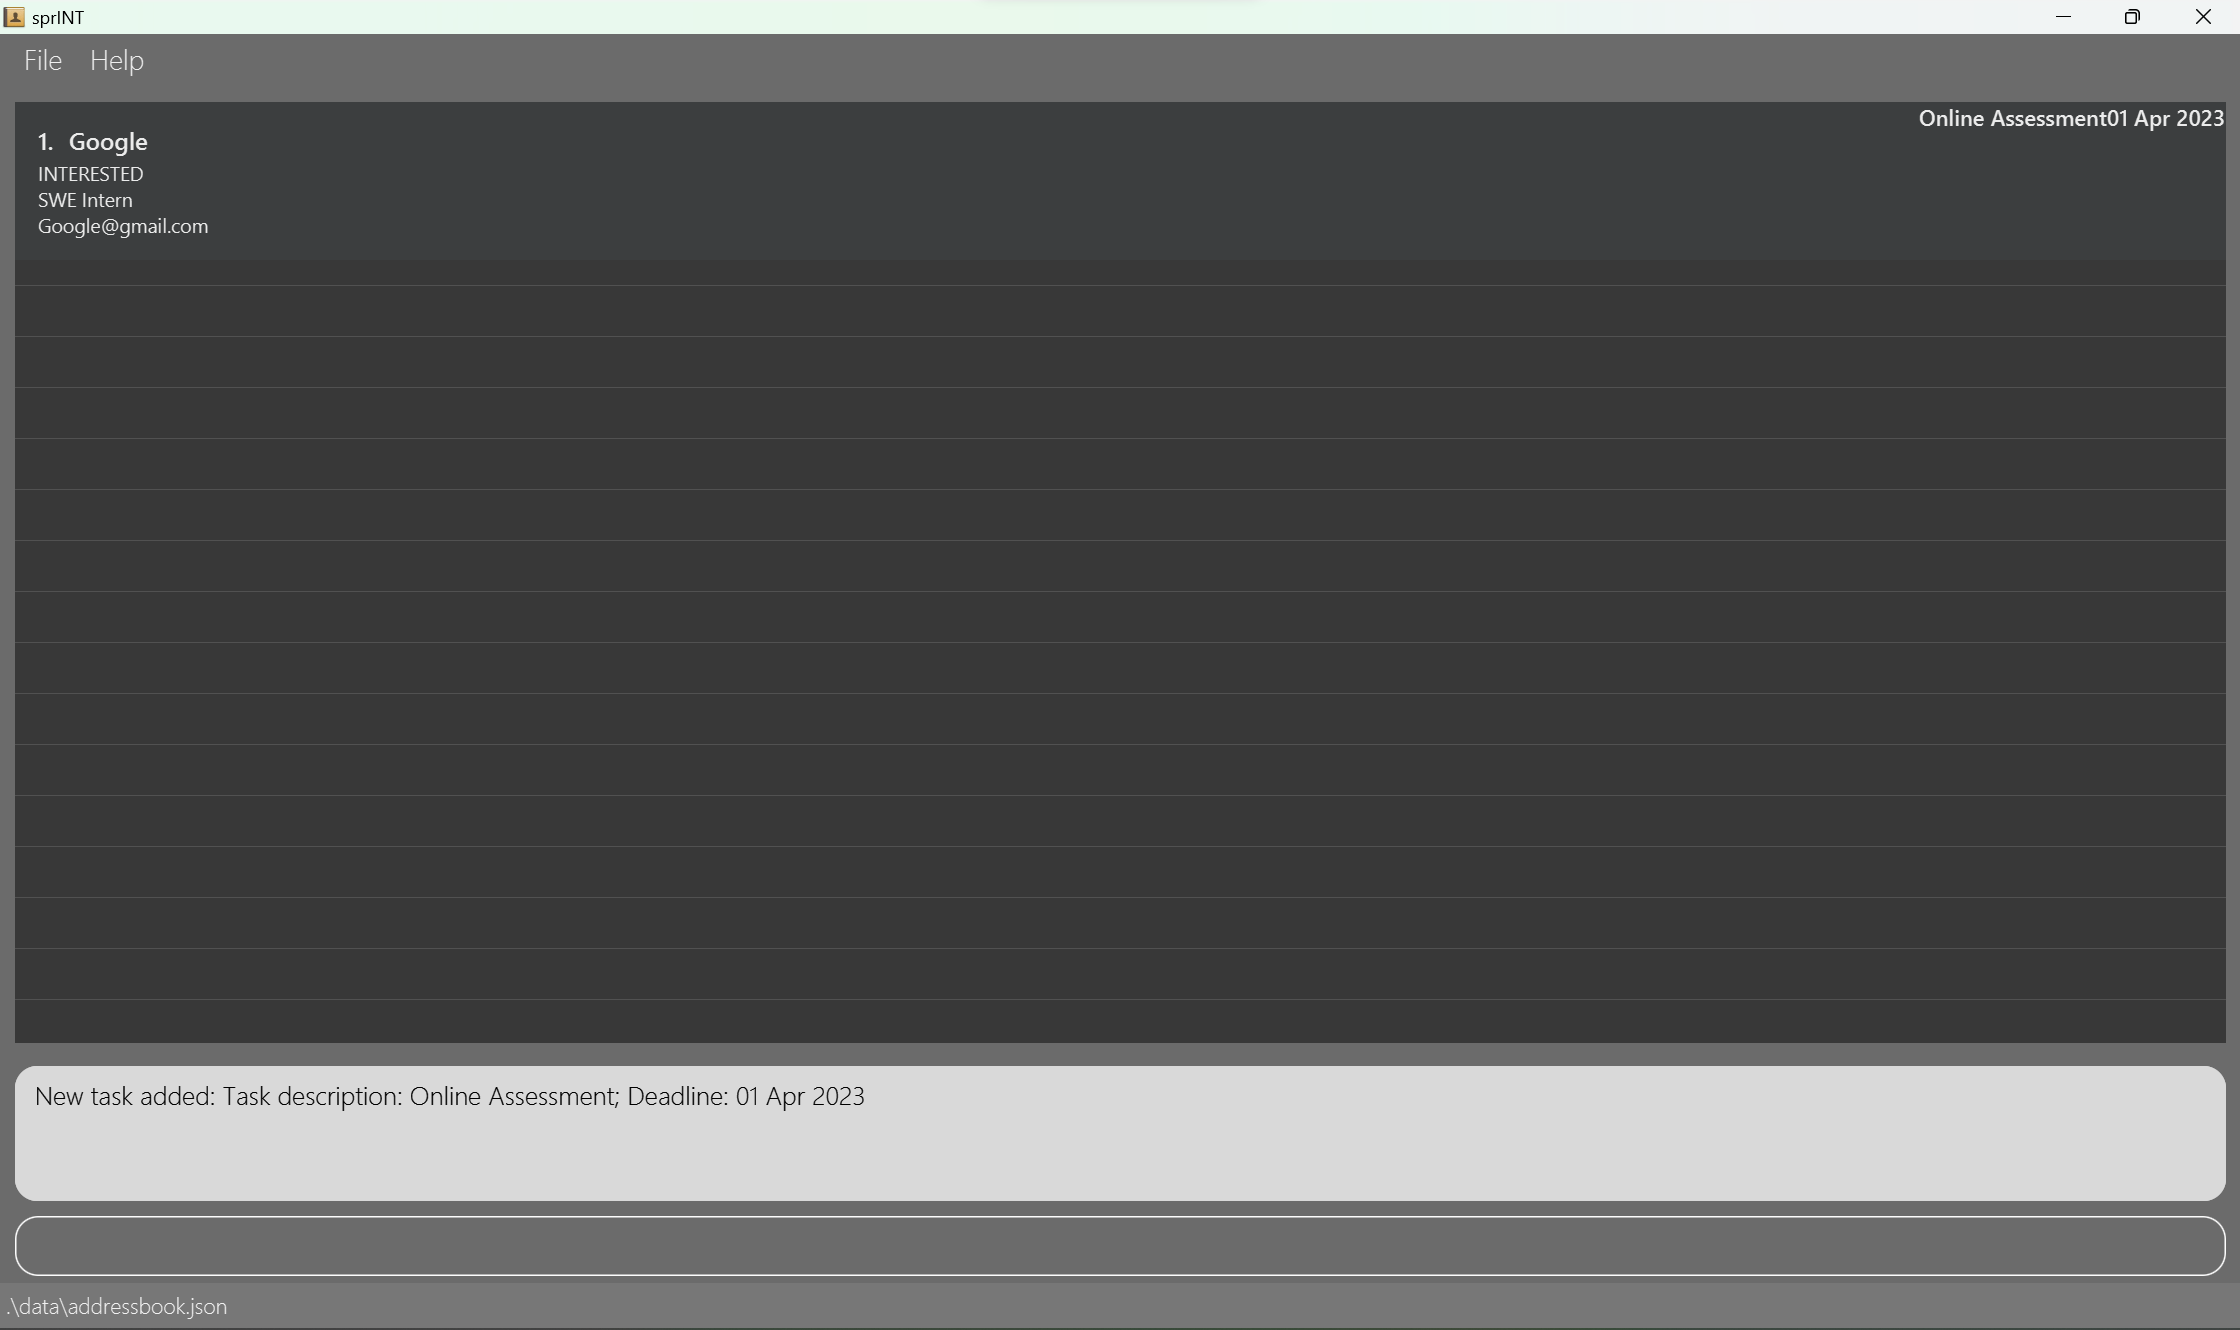 sprINT
File Help
Online Assessment01 Apr 2023
1. Google
INTERESTED
SWE Intern
Google@gmail.com
New task added: Task description: Online Assessment; Deadline: 01 Apr 2023
.\data\addressbook.json